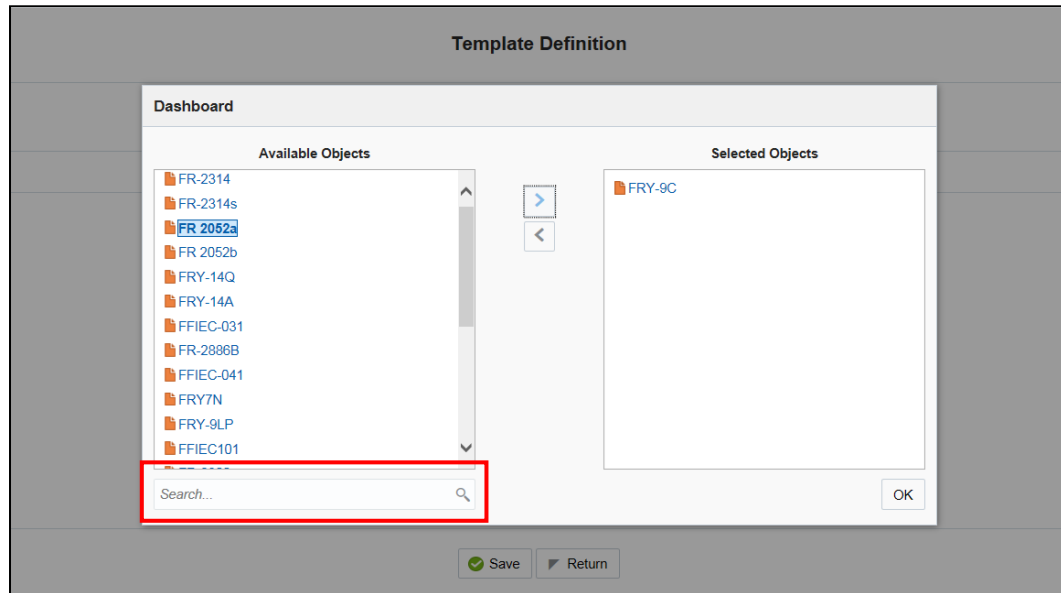 Template Definition
Dashboard
Available Objects
FR-2314
FR-2314s
FR 2052a
FR 2052b
FRY-14Q
FRY-14A
FFIEC-031
FR-2886B
FFIEC-041
FRY7N
FRY-9LP
FFIEC101
Search...
Selected Objects
FRY-9C
OK
Save
Return